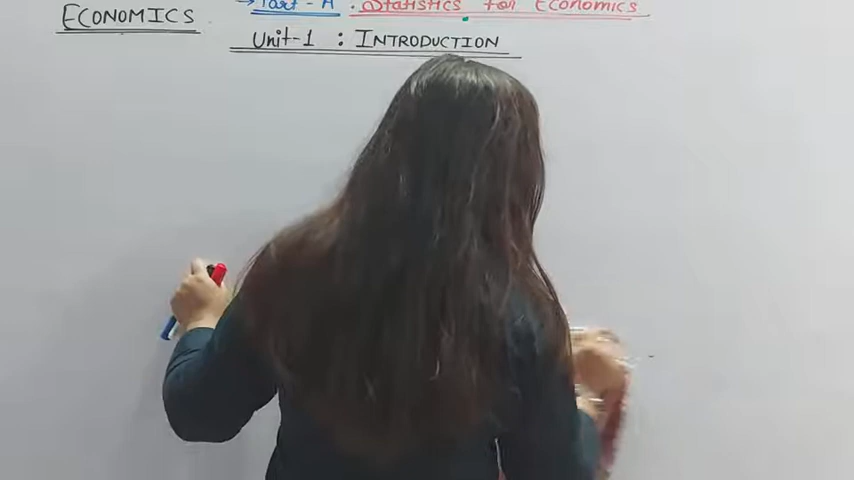 ECONOMICS
→ Part-A : Statistics for Economics
Unit-1 : INTRODUCTION